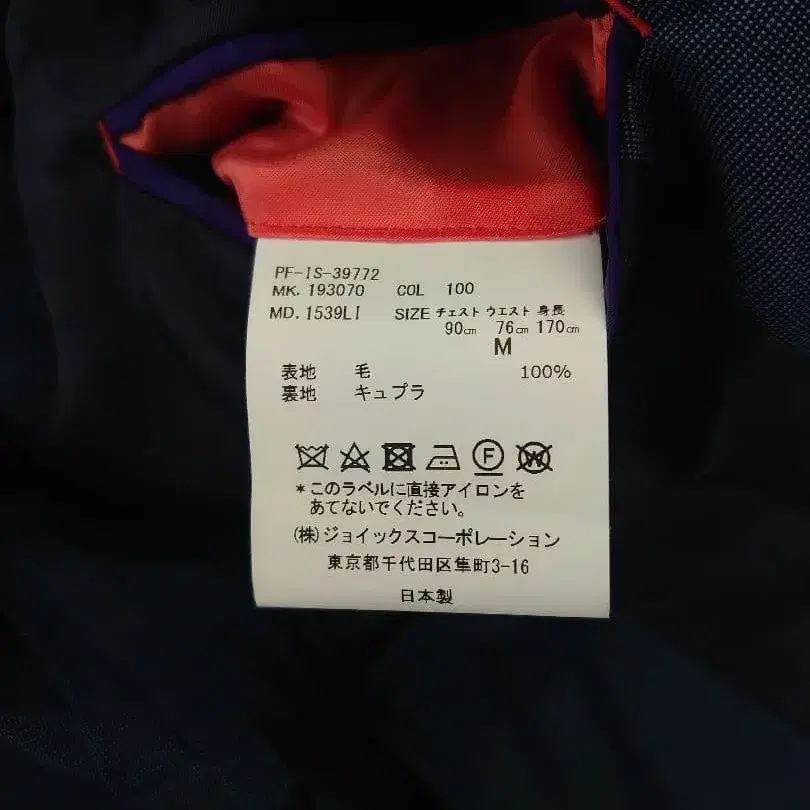 PF-IS-39772
MK. 193070 COL 100
MD. 1539LI SIZE チェスト ウエスト 身長
90㎝ 76㎝ 170㎝
M
表地 毛 100%
裏地 キュプラ
F W
*このラベルに直接アイロンを
あてないでください。
(株)ジョイックスコーポレーション
東京都千代田区隼町3-16
日本製